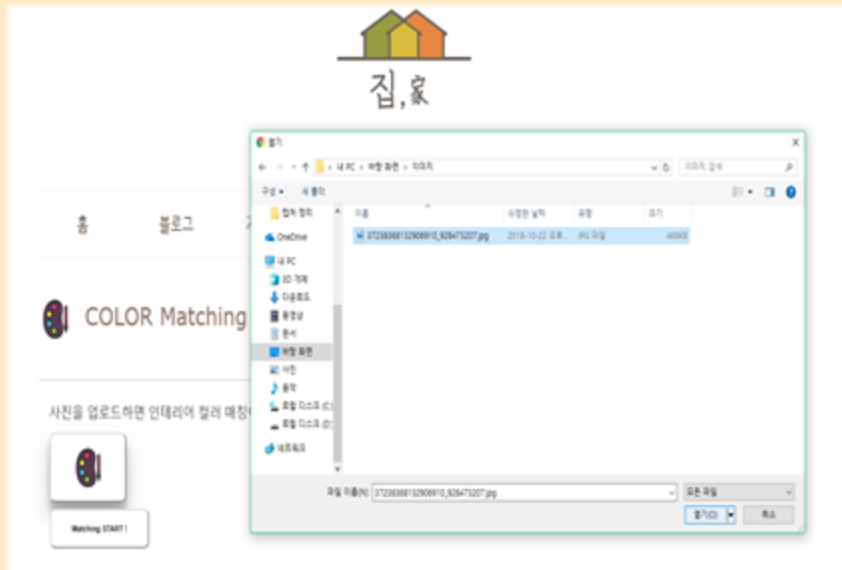 집,家
열기
내 PC > 바탕 화면 > 이미지
이미지 검색
구성
새 폴더
홈
블로그
이름
수정한 날짜
유형
크기
OneDrive
내 PC
3D 개체
다운로드
동영상
문서
바탕 화면
사진
음악
로컬 디스크 (C:
로컬 디스크 (D:
네트워크
JPG 파일
COLOR Matching
사진을 업로드하면 인테리어 컬러 매칭
Matching START !
파일 이름(N):
모든 파일
열기(O)
취소